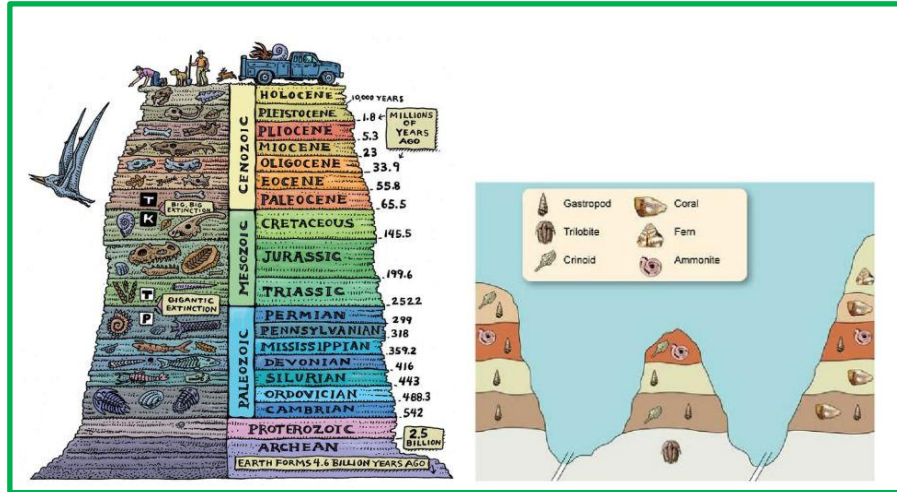 HOLOCENE
10,000 YEARS
PLEISTOCENE
1.8
MILLIONS OF YEARS AGO
PLIOCENE
5.3
MIOCENE
23
OLIGOCENE
33.9
EOCENE
55.8
PALEOCENE
65.5
CENOZOIC
T
BIG, BIG EXTINCTION
K
CRETACEOUS
145.5
JURASSIC
199.6
TRIASSIC
252.2
MESOZOIC
T
GIGANTIC EXTINCTION
P
PERMIAN
299
PENNSYLVANIAN
318
MISSISSIPPIAN
359.2
DEVONIAN
416
SILURIAN
443
ORDOVICIAN
488.3
CAMBRIAN
542
PALEOZOIC
PROTEROZOIC
2.5 BILLION
ARCHEAN
EARTH FORMS 4.6 BILLION YEARS AGO
Gastropod
Coral
Trilobite
Fern
Crinoid
Ammonite